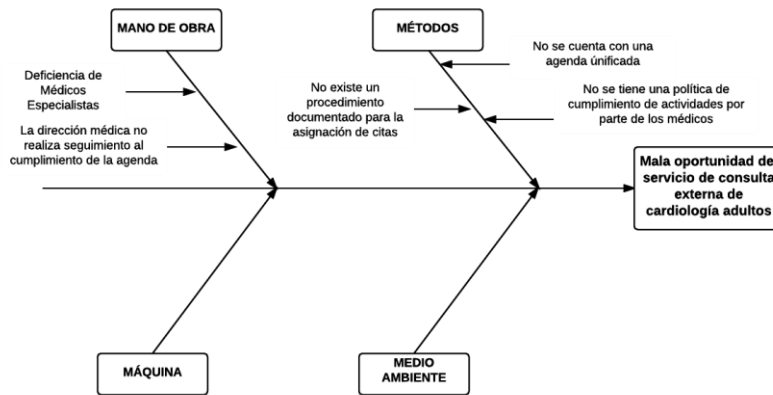 MANO DE OBRA
MÉTODOS
No se cuenta con una
agenda únificada
Deficiencia de
Médicos
Especialistas
No existe un
procedimiento
documentado para la
asignación de citas
No se tiene una política de
cumplimiento de actividades por
parte de los médicos
La dirección médica no
realiza seguimiento al
cumplimiento de la agenda
Mala oportunidad de
servicio de consulta
externa de
cardiología adultos
MÁQUINA
MEDIO
AMBIENTE